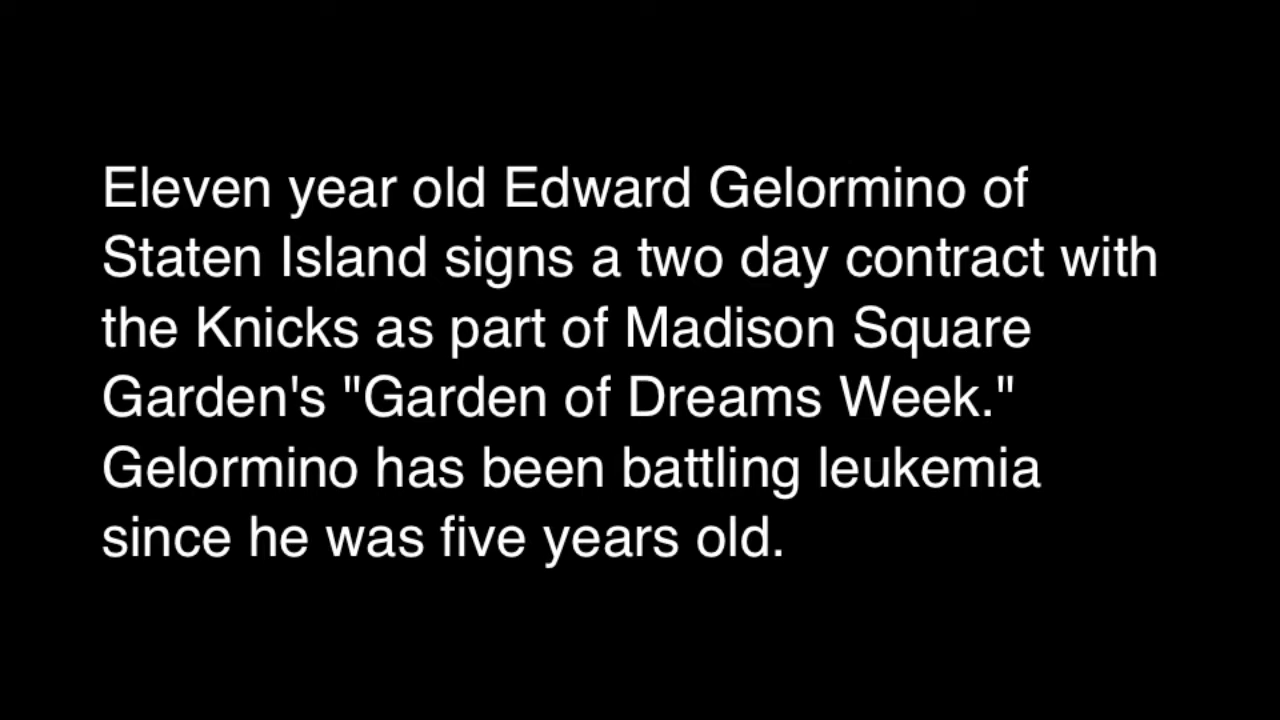 Eleven year old Edward Gelormino of
Staten Island signs a two day contract with
the Knicks as part of Madison Square
Garden's "Garden of Dreams Week."
Gelormino has been battling leukemia
since he was five years old.